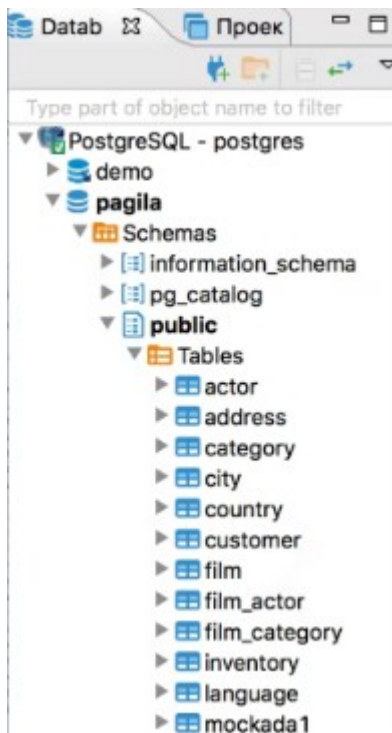 Datab Проек
Type part of object name to filter
PostgreSQL - postgres
demo
pagila
Schemas
information_schema
pg_catalog
public
Tables
actor
address
category
city
country
customer
film
film_actor
film_category
inventory
language
mockada1